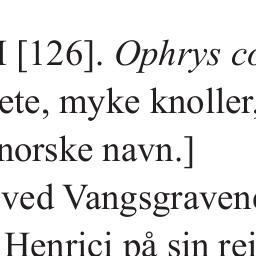 [126]. Ophrys co
ete, myke knoller,
norske navn.]
ved Vangsgravene
Henrici på sin rei